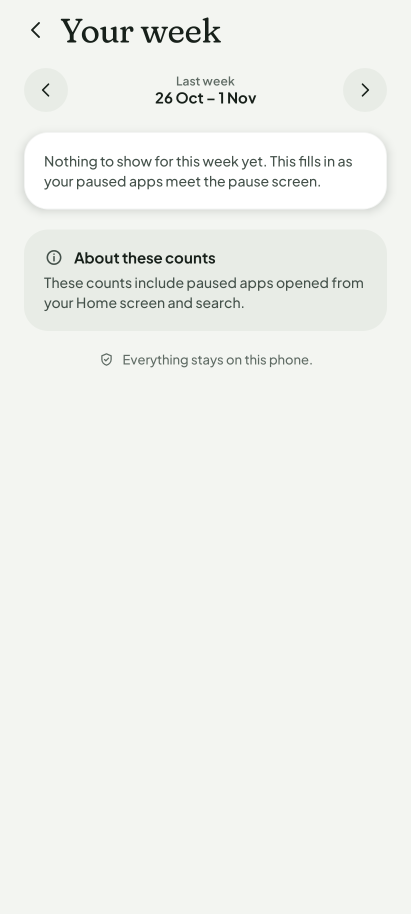 Your week
Last week
26 Oct – 1 Nov
Nothing to show for this week yet. This fills in as
your paused apps meet the pause screen.
About these counts
These counts include paused apps opened from
your Home screen and search.
Everything stays on this phone.